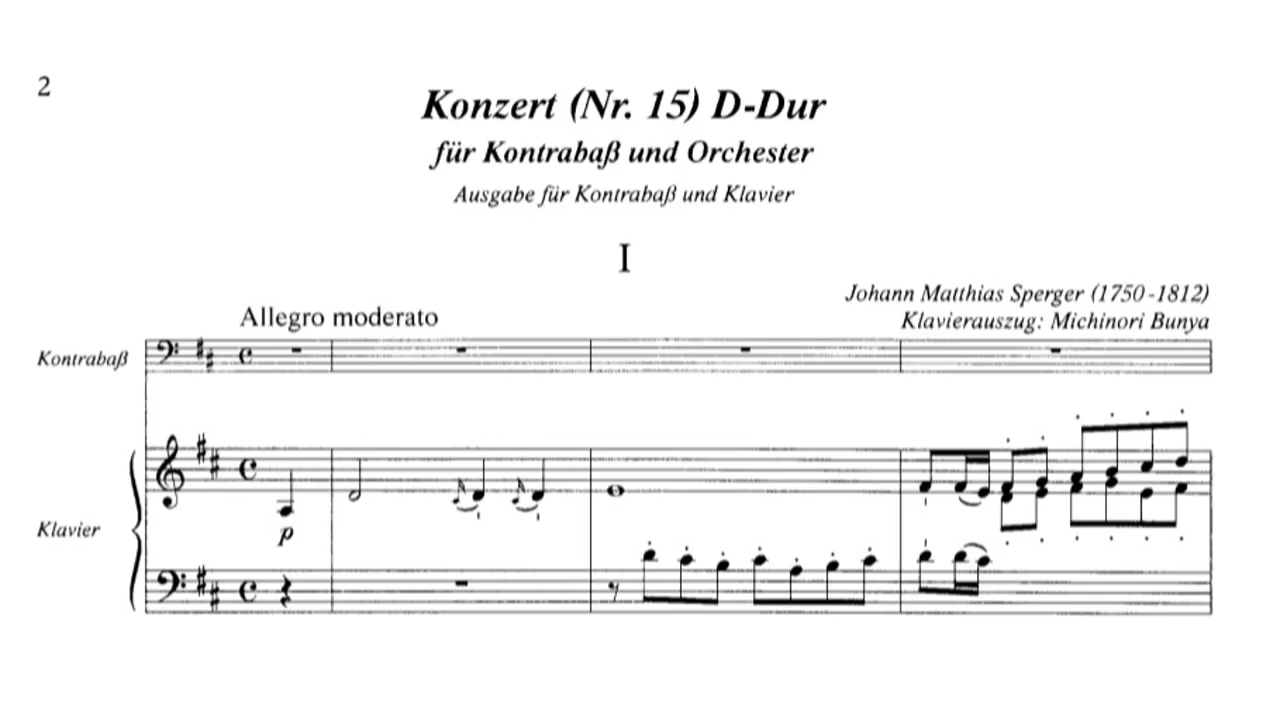 2
Konzert (Nr. 15) D-Dur
für Kontrabaß und Orchester
Ausgabe für Kontrabaß und Klavier
I
Johann Matthias Sperger (1750-1812)
Klavierauszug: Michinori Bunya
Allegro moderato
Kontrabaß
Klavier
p